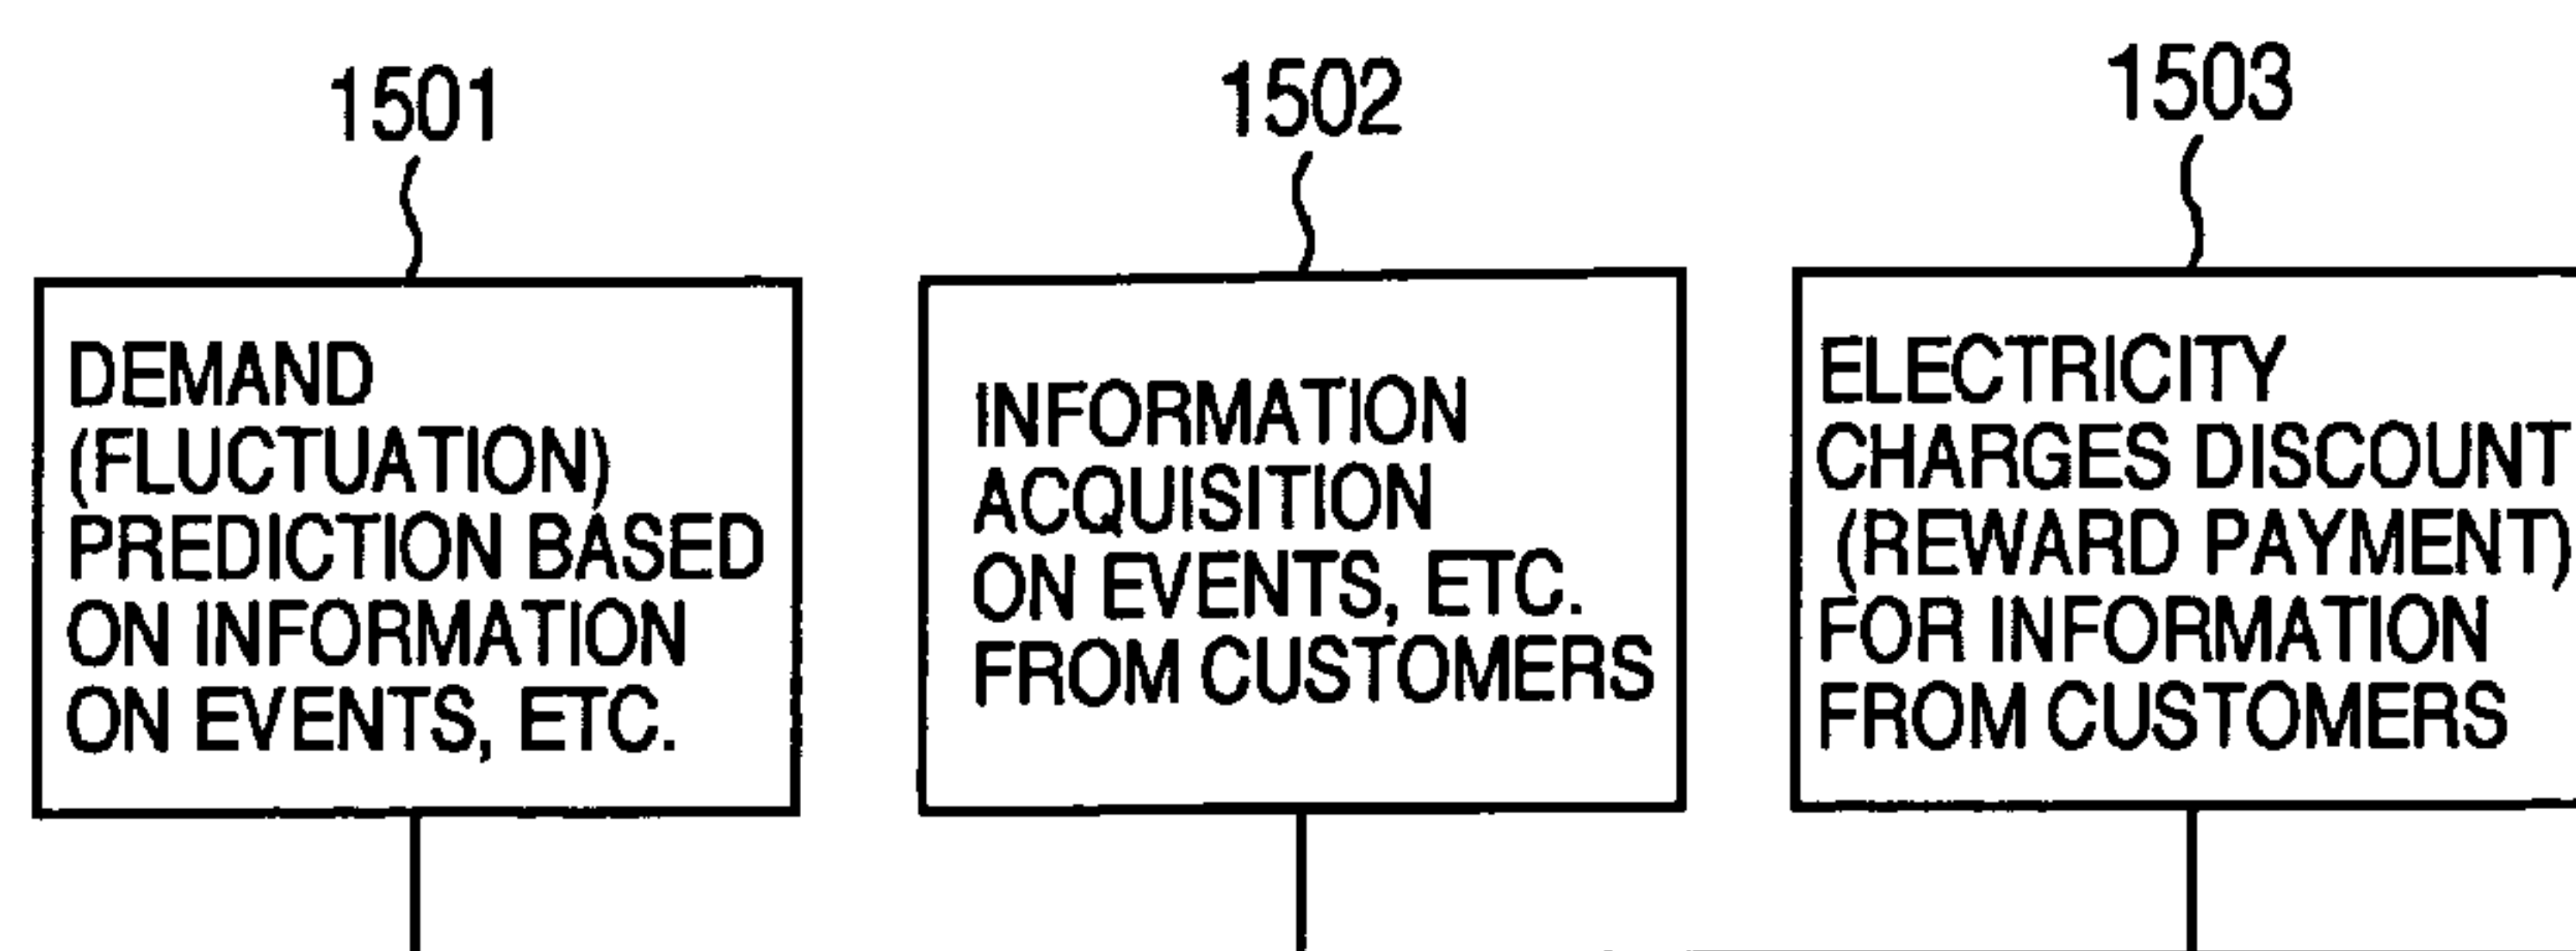 1501
1502
1503
DEMAND
(FLUCTUATION)
PREDICTION BASED
ON INFORMATION
ON EVENTS, ETC.
INFORMATION
ACQUISITION
ON EVENTS, ETC.
FROM CUSTOMERS
ELECTRICITY
CHARGES DISCOUNT
(REWARD PAYMENT)
FOR INFORMATION
FROM CUSTOMERS